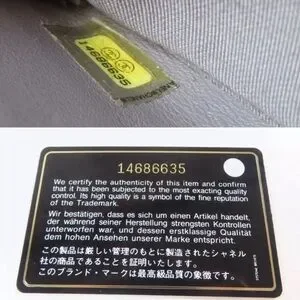 14686635
14686635
We certify the authenticity of this item and confirm
that it has been subjected to the most exacting quality
control. Its high quality is a symbol of the fine reputation
of the Trademark.
Wir bestätigen, dass es sich um einen Artikel handelt,
der während seiner Herstellung strengsten Kontrollen
unterworfen war, und dessen erstklassige Qualität
dem hohen Ansehen unserer Marke entspricht.
この製品は厳しい管理のもとに製造されたシャネル
社の商品であることを証明いたします。
このブランド・マークは最高級品質の象徴です。